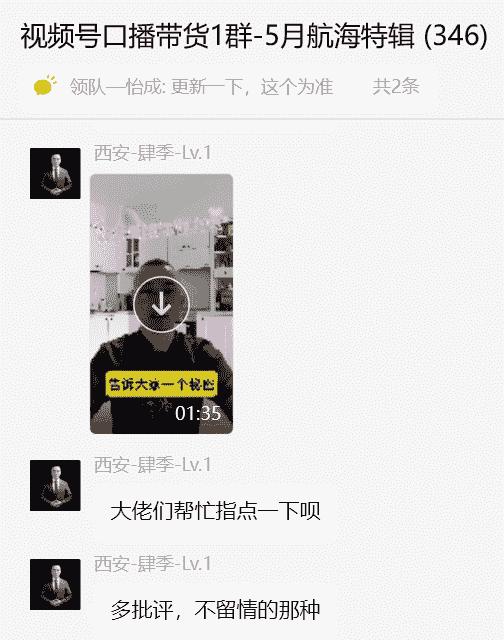 视频号口播带货1群-5月航海特辑 (346)
领队—怡成: 更新一下，这个为准 共2条
西安-肆季-Lv.1
告诉大家一个秘密
01:35
西安-肆季-Lv.1
大佬们帮忙指点一下呗
西安-肆季-Lv.1
多批评，不留情的那种